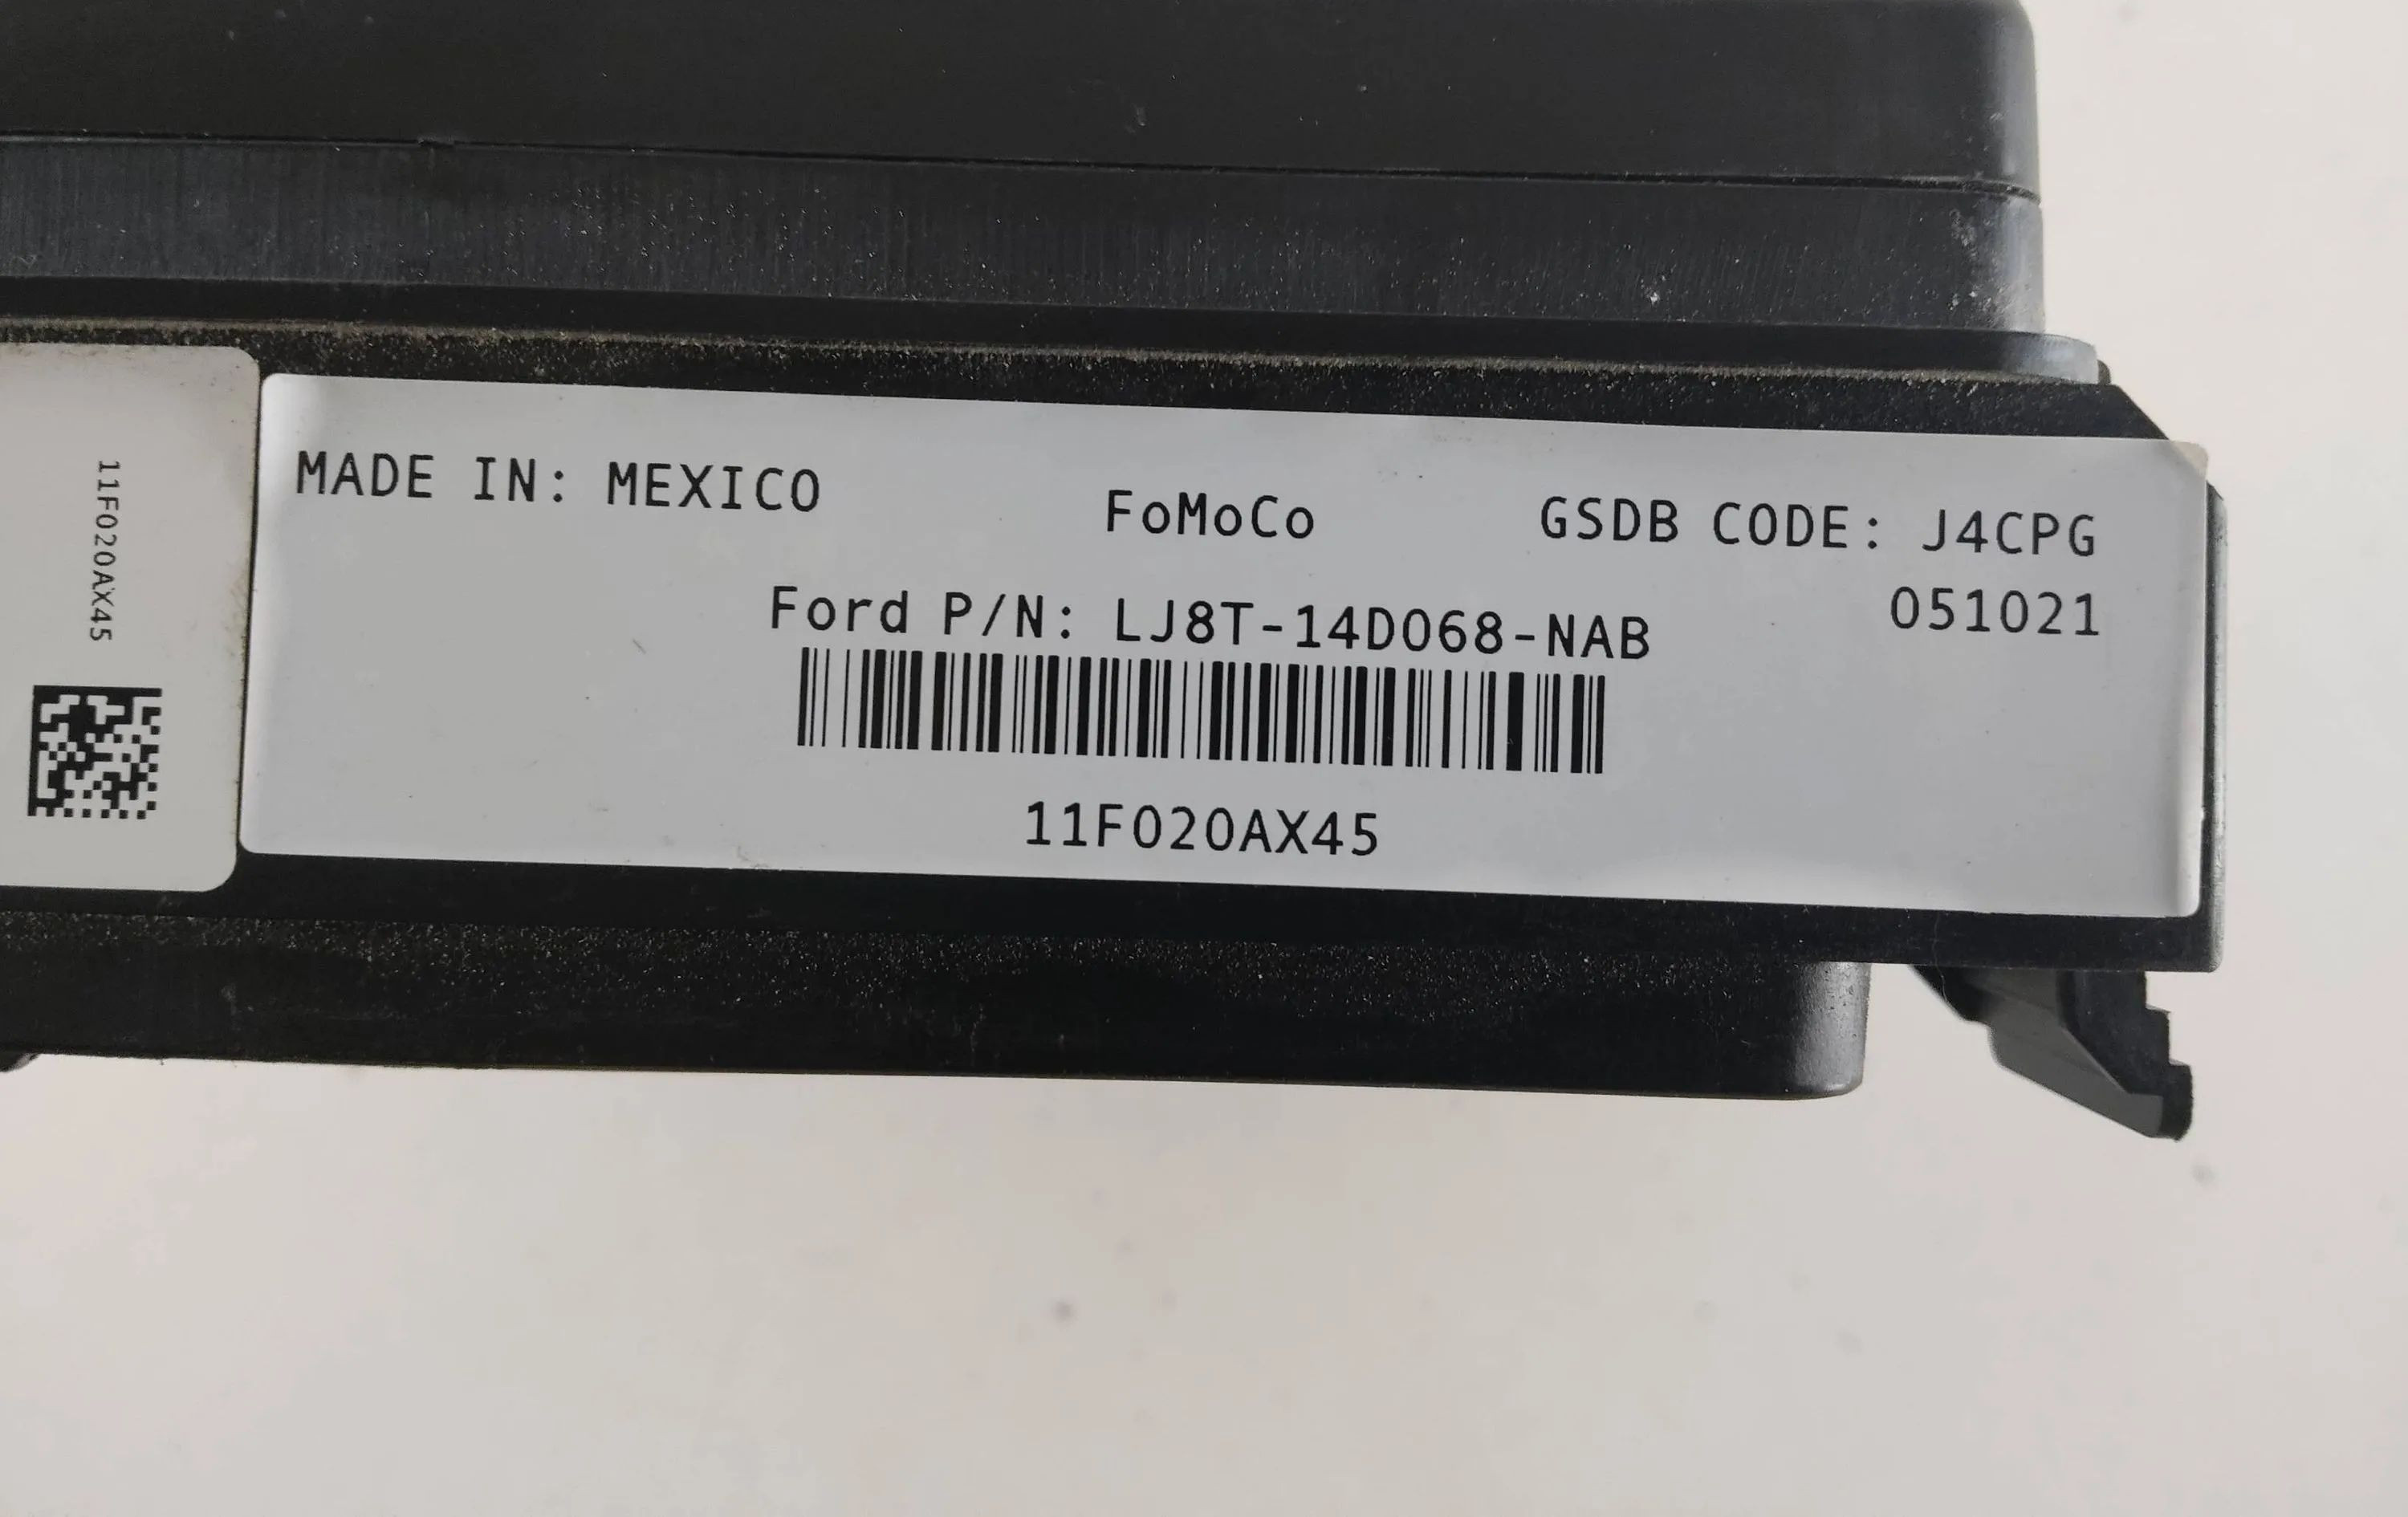 MADE IN: MEXICO
FoMoCo
GSDB CODE: J4CPG
051021
Ford P/N: LJ8T-14D068-NAB
11F020AX45
11F020AX45